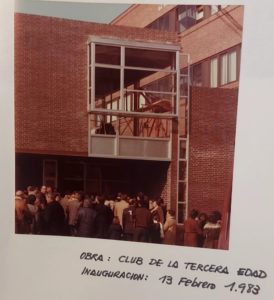 OBRA : CLUB DE LA TERCERA EDAD
INAUGURACION : 13 Febrero 1.983